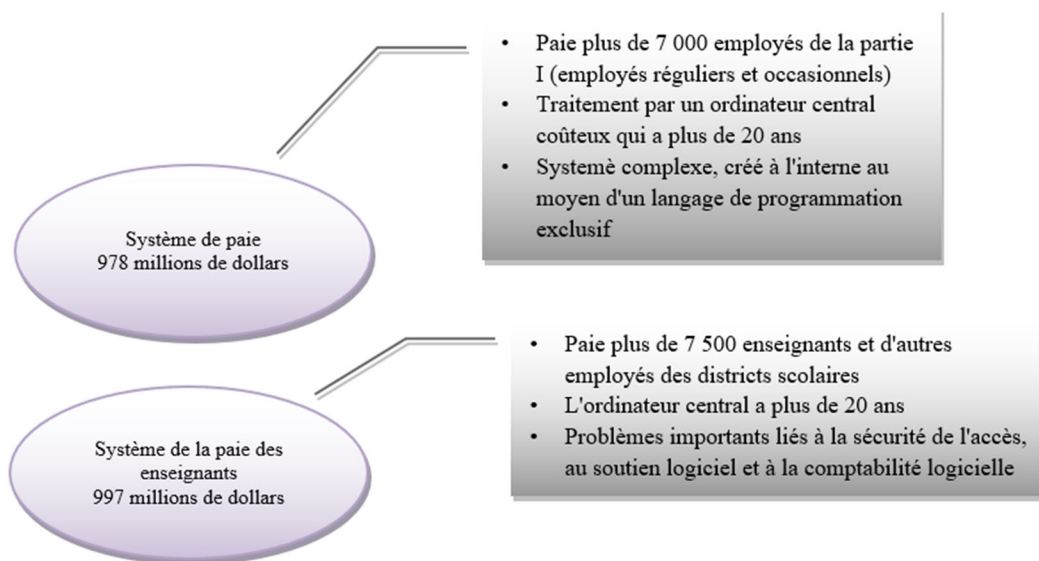 Système de paie
978 millions de dollars
• Paie plus de 7 000 employés de la partie
I (employés réguliers et occasionnels)
• Traitement par un ordinateur central
coûteux qui a plus de 20 ans
• Systemè complexe, créé à l'interne au
moyen d'un langage de programmation
exclusif
Système de la paie des
enseignants
997 millions de dollars
• Paie plus de 7 500 enseignants et d'autres
employés des districts scolaires
• L'ordinateur central a plus de 20 ans
• Problèmes importants liés à la sécurité de l'accès,
au soutien logiciel et à la comptabilité logicielle